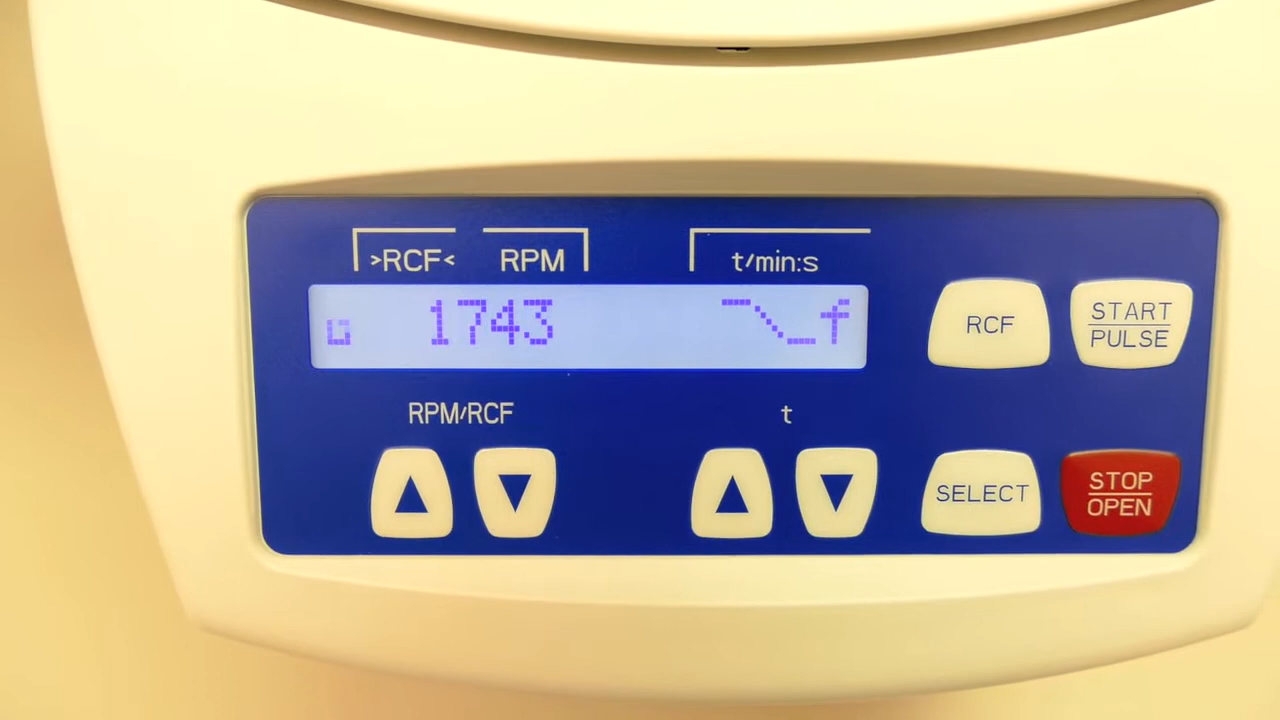 >RCF< RPM t/min:s
1743 f
RCF
START
PULSE
RPM/RCF t
SELECT
STOP
OPEN